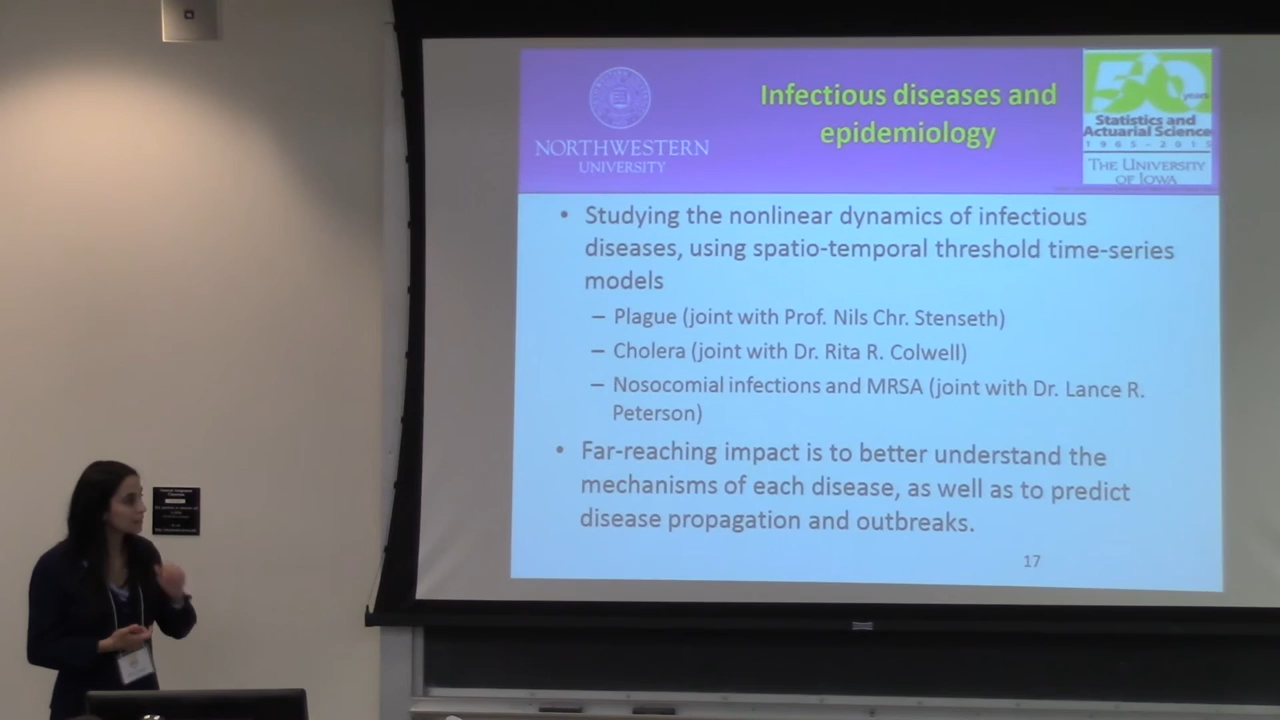 NORTHWESTERN
UNIVERSITY
Infectious diseases and
epidemiology
50
years
Statistics and
Actuarial Science
1965-2015
THE UNIVERSITY
OF IOWA
• Studying the nonlinear dynamics of infectious
diseases, using spatio-temporal threshold time-series
models
– Plague (joint with Prof. Nils Chr. Stenseth)
– Cholera (joint with Dr. Rita R. Colwell)
– Nosocomial infections and MRSA (joint with Dr. Lance R.
Peterson)
• Far-reaching impact is to better understand the
mechanisms of each disease, as well as to predict
disease propagation and outbreaks.
17